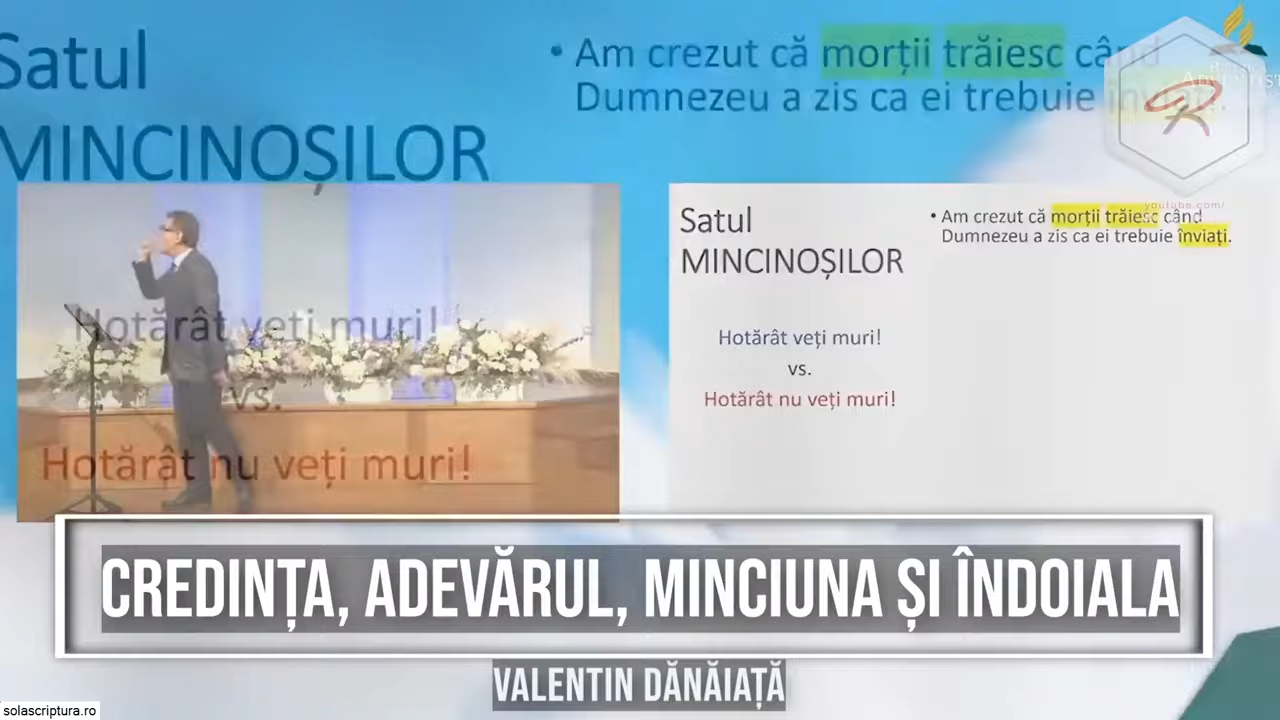 Satul
MINCINOȘILOR
• Am crezut că morții trăiesc când
Dumnezeu a zis ca ei trebuie înviați.
Hotărât veți muri!
vs.
Hotărât nu veți muri!
Satul
MINCINOȘILOR
• Am crezut că morții trăiesc când
Dumnezeu a zis ca ei trebuie înviați.
Hotărât veți muri!
vs.
Hotărât nu veți muri!
R
youtube.com/
CREDINȚA, ADEVĂRUL, MINCIUNA ȘI ÎNDOIALA
VALENTIN DĂNĂIAȚĂ
solascriptura.ro